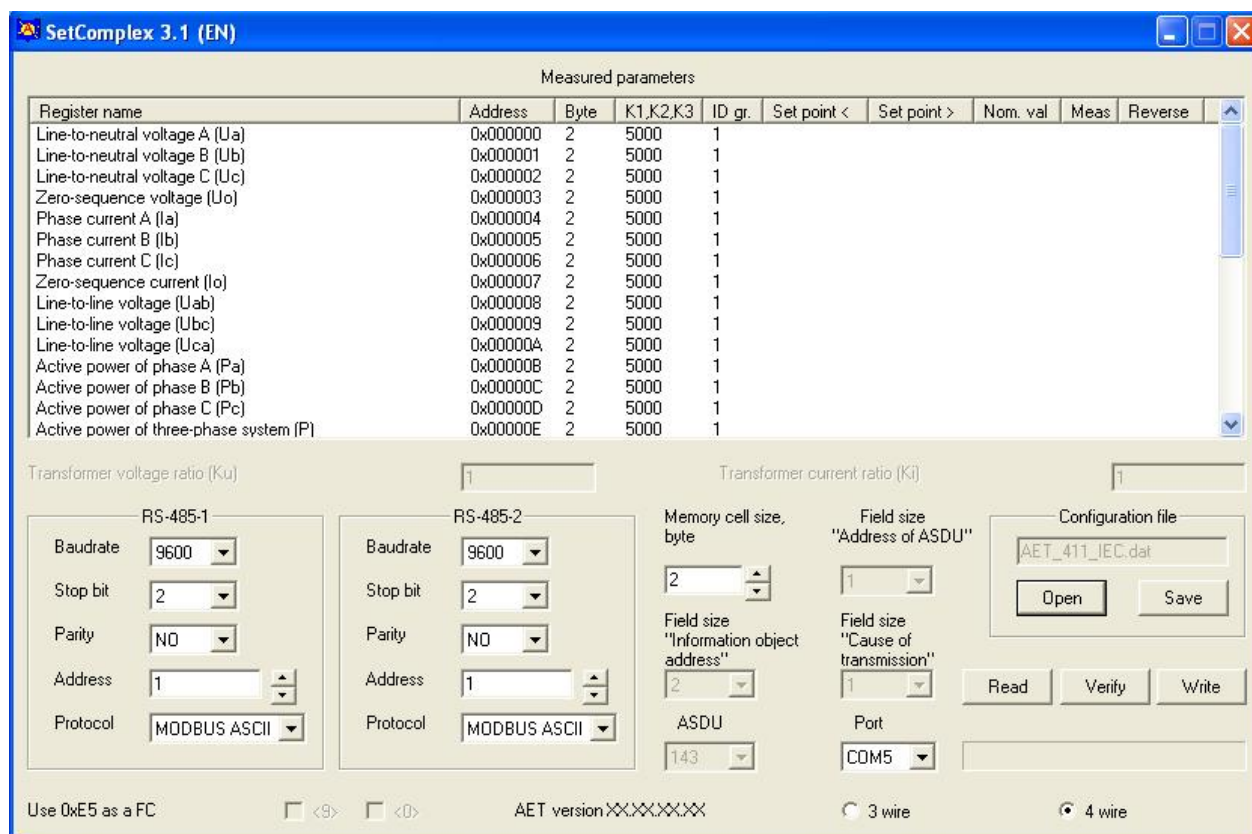 SetComplex 3.1 (EN)
Measured parameters
Register name Address Byte K1,K2,K3 ID gr. Set point < Set point > Nom. val Meas Reverse
Line-to-neutral voltage A (Ua) 0x000000 2 5000 1
Line-to-neutral voltage B (Ub) 0x000001 2 5000 1
Line-to-neutral voltage C (Uc) 0x000002 2 5000 1
Zero-sequence voltage (Uo) 0x000003 2 5000 1
Phase current A (Ia) 0x000004 2 5000 1
Phase current B (Ib) 0x000005 2 5000 1
Phase current C (Ic) 0x000006 2 5000 1
Zero-sequence current (Io) 0x000007 2 5000 1
Line-to-line voltage (Uab) 0x000008 2 5000 1
Line-to-line voltage (Ubc) 0x000009 2 5000 1
Line-to-line voltage (Uca) 0x00000A 2 5000 1
Active power of phase A (Pa) 0x00000B 2 5000 1
Active power of phase B (Pb) 0x00000C 2 5000 1
Active power of phase C (Pc) 0x00000D 2 5000 1
Active power of three-phase system (P) 0x00000E 2 5000 1
Transformer voltage ratio (Ku) 1 Transformer current ratio (Ki) 1
RS-485-1
Baudrate 9600
Stop bit 2
Parity NO
Address 1
Protocol MODBUS ASCII
RS-485-2
Baudrate 9600
Stop bit 2
Parity NO
Address 1
Protocol MODBUS ASCII
Memory cell size,
byte
2
Field size
"Information object
address"
2
ASDU
143
Field size
"Address of ASDU"
1
Field size
"Cause of
transmission"
1
Port
COM5
Configuration file
AET_411_IEC.dat
Open Save
Read Verify Write
Use 0xE5 as a FC <9> <0> AET version XX.XX.XX.XX 3 wire 4 wire